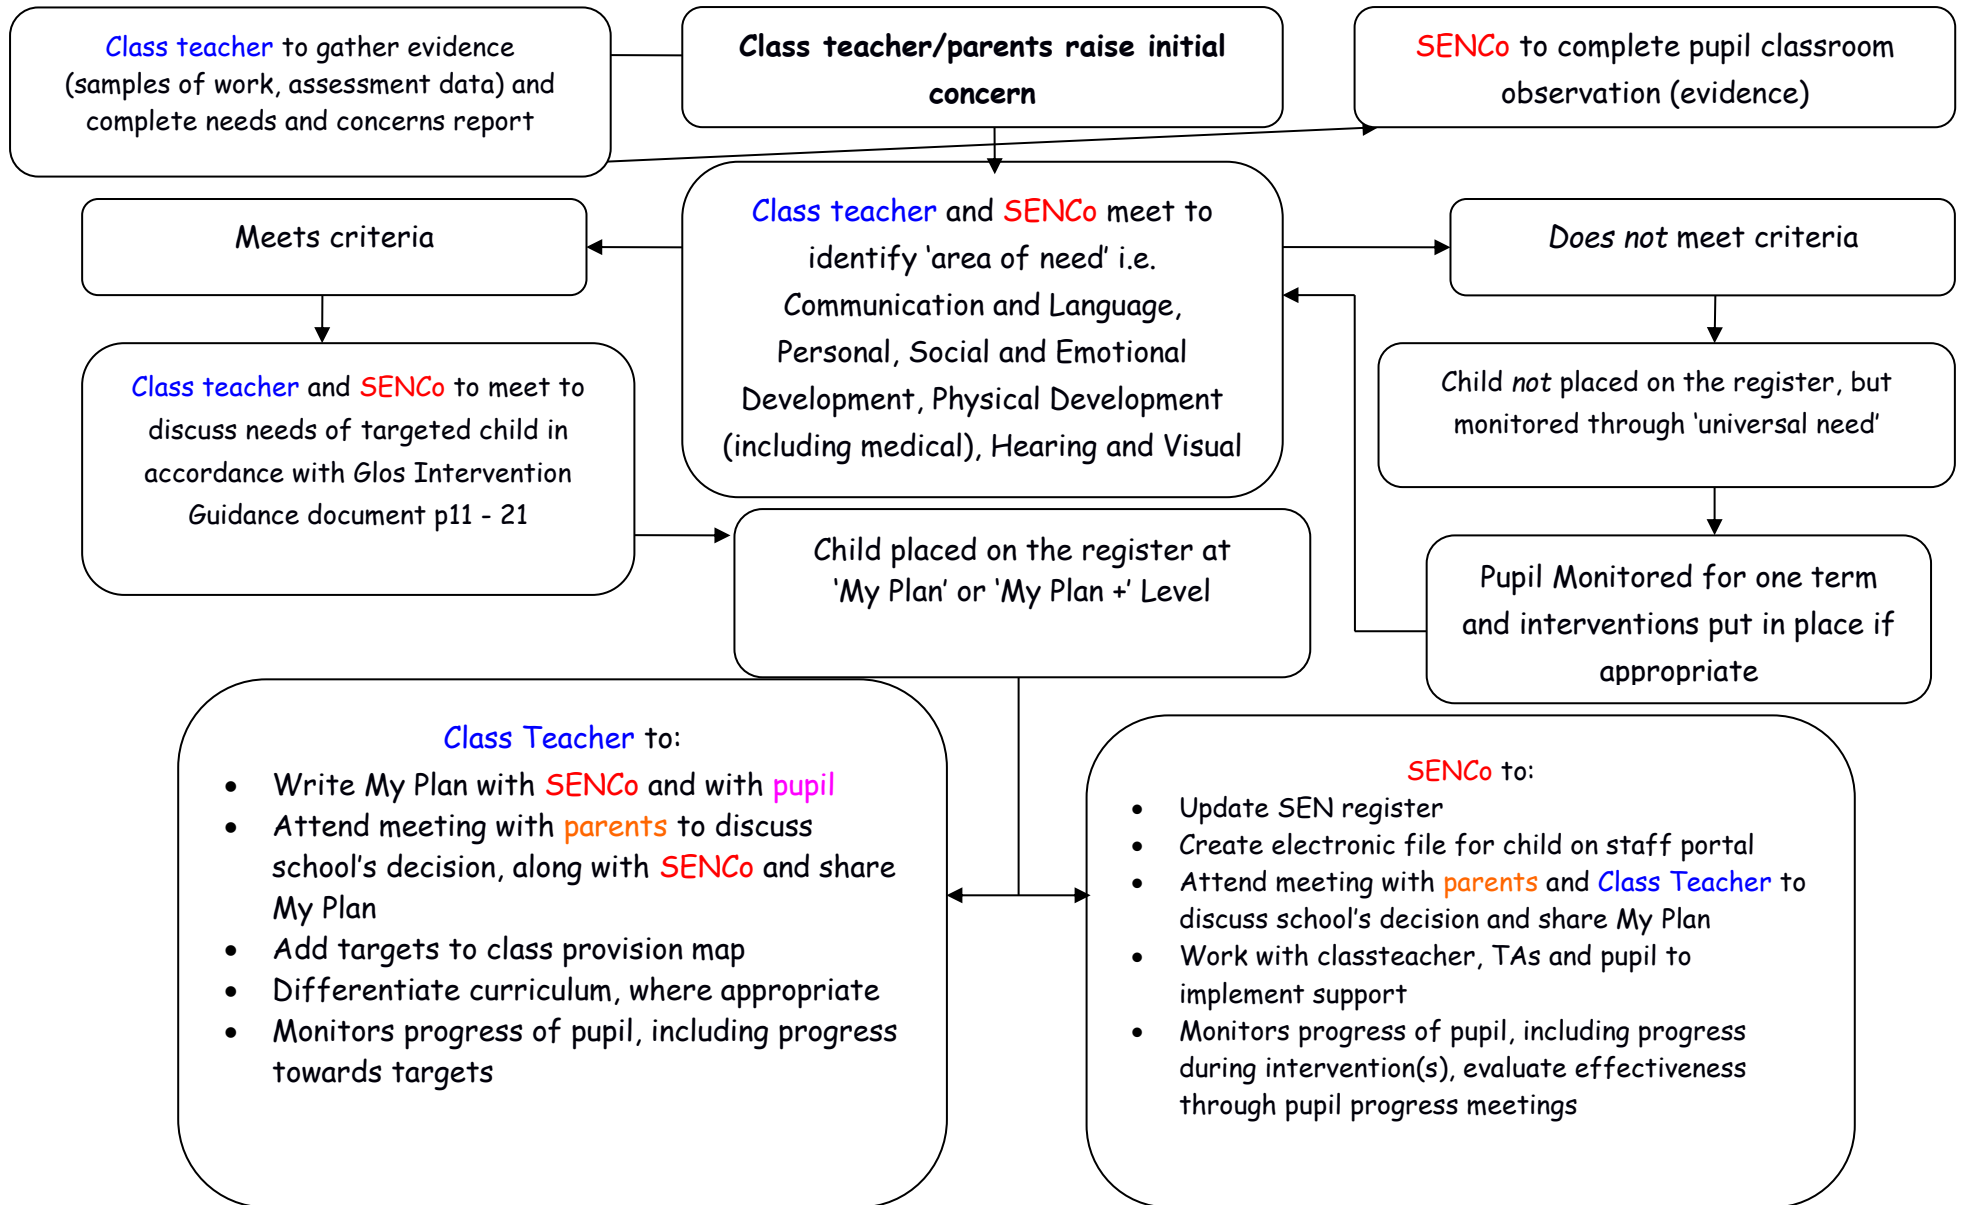 Class teacher to gather evidence
(samples of work, assessment data) and
complete needs and concerns report
Class teacher/parents raise initial
concern
SENCo to complete pupil classroom
observation (evidence)
Meets criteria
Class teacher and SENCo meet to
identify ‘area of need’ i.e.
Communication and Language,
Personal, Social and Emotional
Development, Physical Development
(including medical), Hearing and Visual
Does not meet criteria
Class teacher and SENCo to meet to
discuss needs of targeted child in
accordance with Glos Intervention
Guidance document p11 - 21
Child not placed on the register, but
monitored through ‘universal need’
Child placed on the register at
‘My Plan’ or ‘My Plan +’ Level
Pupil Monitored for one term
and interventions put in place if
appropriate
Class Teacher to:
• Write My Plan with SENCo and with pupil
• Attend meeting with parents to discuss
school’s decision, along with SENCo and share
My Plan
• Add targets to class provision map
• Differentiate curriculum, where appropriate
• Monitors progress of pupil, including progress
towards targets
SENCo to:
• Update SEN register
• Create electronic file for child on staff portal
• Attend meeting with parents and Class Teacher to
discuss school’s decision and share My Plan
• Work with classteacher, TAs and pupil to
implement support
• Monitors progress of pupil, including progress
during intervention(s), evaluate effectiveness
through pupil progress meetings